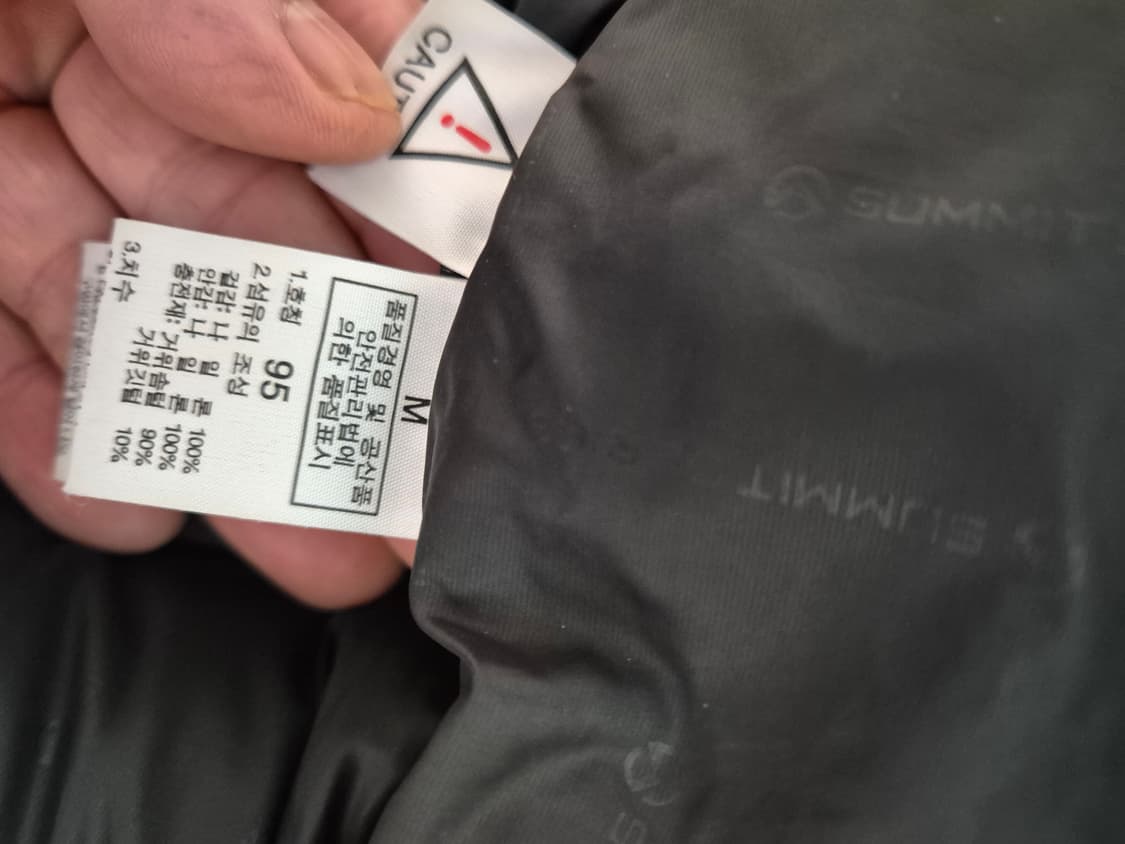 CAUT
M
품질경영 및 공산품
안전관리법에
의한 품질표시
1.호칭 95
2.섬유의 조성
겉감: 나 일 론 100%
안감: 나 일 론 100%
충전재: 거위솜털 90%
거위깃털 10%
3.치수
SUMMIT
SUMMIT